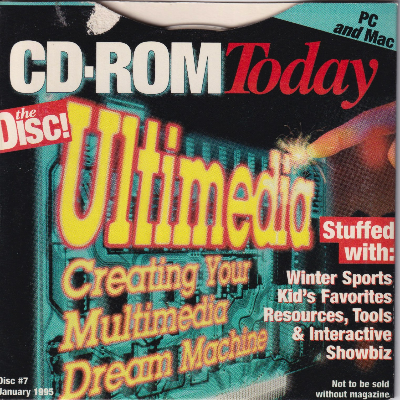 PC
and Mac
CD-ROM Today
the
Disc!
Ultimedia
Creating Your
Multimedia
Dream Machine
Stuffed
with:
Winter Sports
Kid's Favorites
Resources, Tools
& Interactive
Showbiz
Disc #7
January 1995
Not to be sold
without magazine